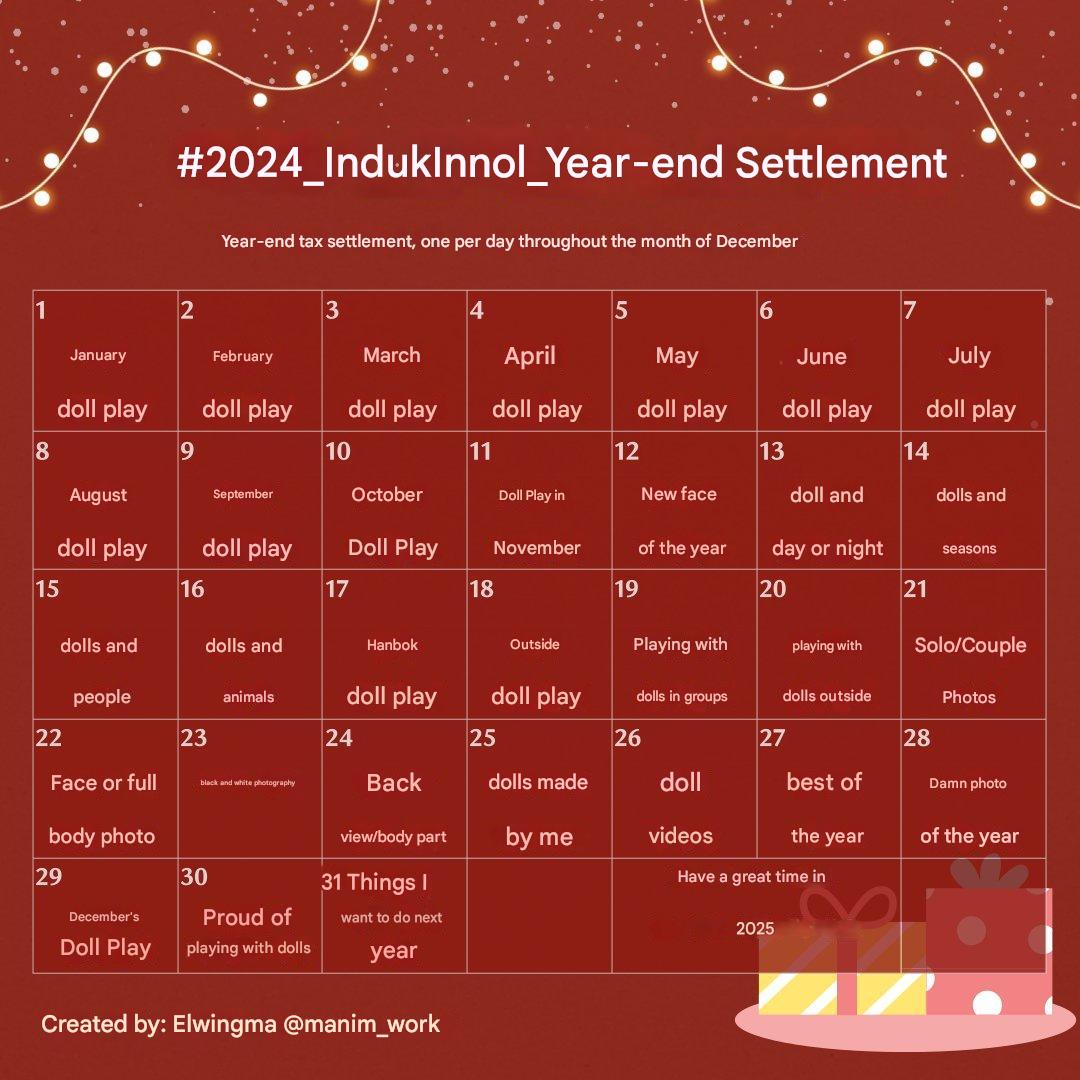 #2024_IndukInnol_Year-end Settlement
Year-end tax settlement, one per day throughout the month of December
1
January
doll play
2
February
doll play
3
March
doll play
4
April
doll play
5
May
doll play
6
June
doll play
7
July
doll play
8
August
doll play
9
September
doll play
10
October
Doll Play
11
Doll Play in
November
12
New face
of the year
13
doll and
day or night
14
dolls and
seasons
15
dolls and
people
16
dolls and
animals
17
Hanbok
doll play
18
Outside
doll play
19
Playing with
dolls in groups
20
playing with
dolls outside
21
Solo/Couple
Photos
22
Face or full
body photo
23
black and white photography
24
Back
view/body part
25
dolls made
by me
26
doll
videos
27
best of
the year
28
Damn photo
of the year
29
December's
Doll Play
30
Proud of
playing with dolls
31 Things I
want to do next
year
Have a great time in
2025
Created by: Elwingma @manim_work